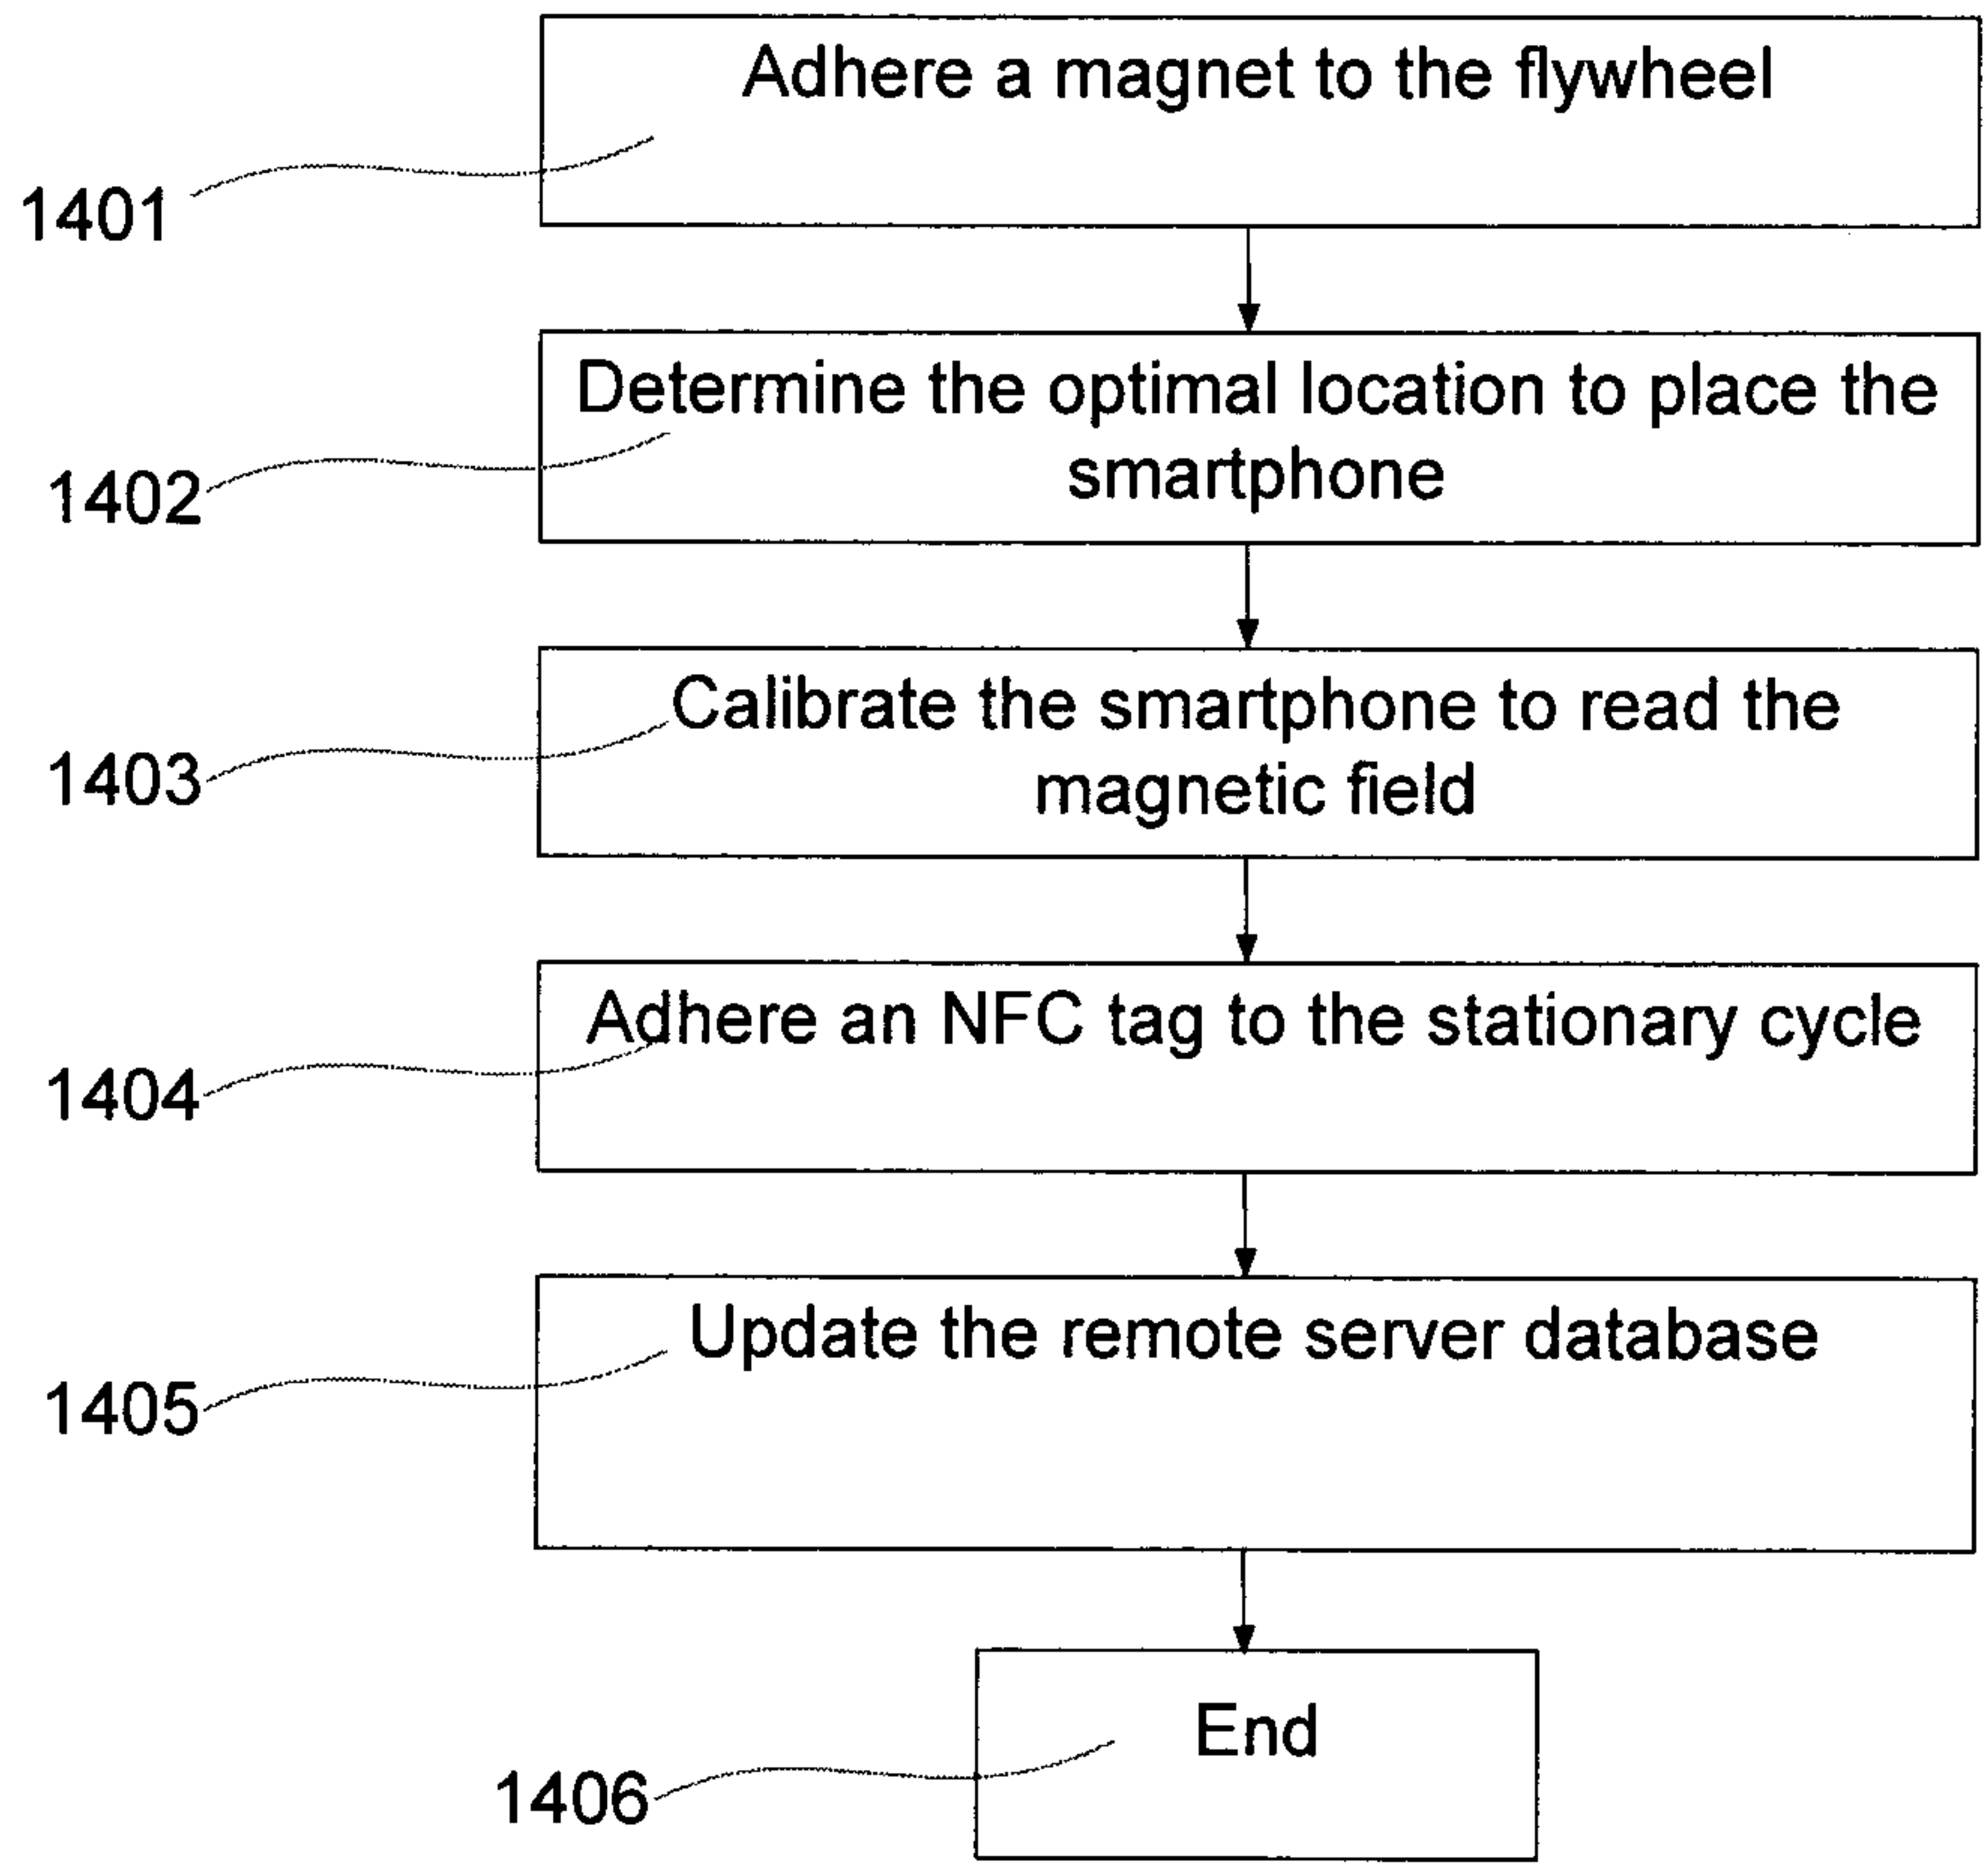 Adhere a magnet to the flywheel
1401
Determine the optimal location to place the
smartphone
1402
Calibrate the smartphone to read the
magnetic field
1403
Adhere an NFC tag to the stationary cycle
1404
Update the remote server database
1405
End
1406